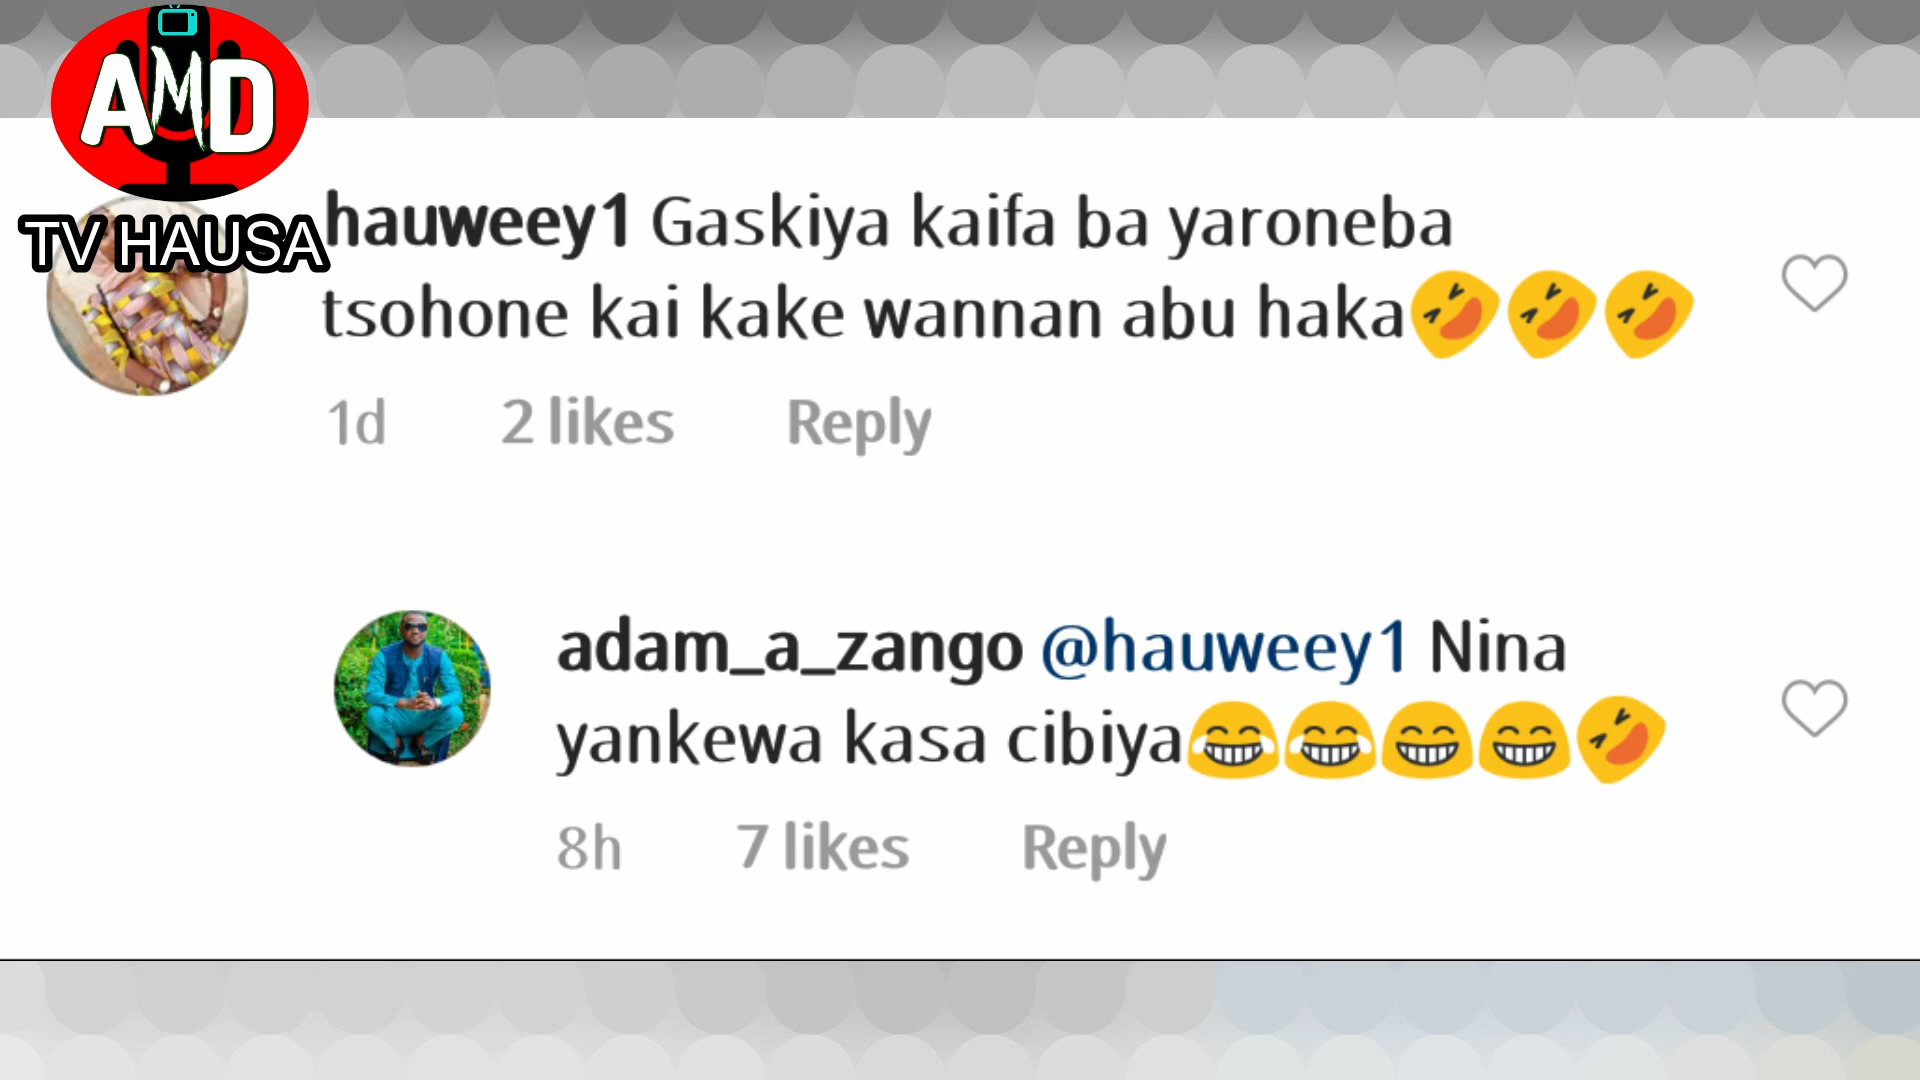 AMD
TV HAUSA
hauweey1 Gaskiya kaifa ba yaroneba
tsohone kai kake wannan abu haka🤣🤣🤣
1d 2 likes Reply
adam_a_zango @hauweey1 Nina
yankewa kasa cibiya😂😂😁😁🤣
8h 7 likes Reply